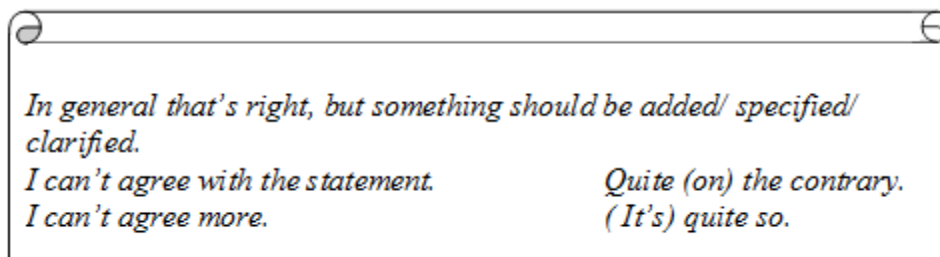 In general that's right, but something should be added/ specified/
clarified.
I can't agree with the statement. Quite (on) the contrary.
I can't agree more. ( It's) quite so.